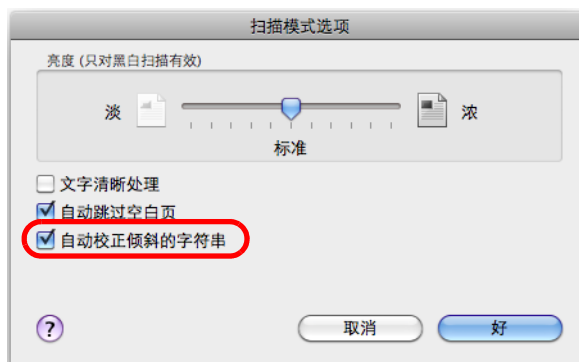 扫描模式选项
亮度 (只对黑白扫描有效)
淡 浓
标准
文字清晰处理
自动跳过空白页
自动校正倾斜的字符串
?
取消 好